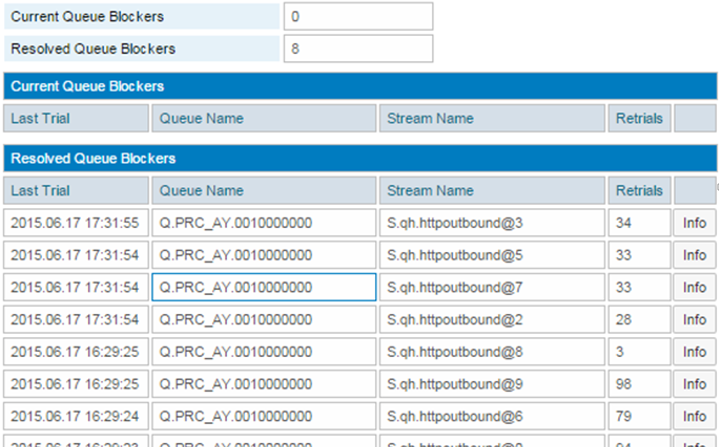 Current Queue Blockers 0
Resolved Queue Blockers 8
Current Queue Blockers
Last Trial Queue Name Stream Name Retrials
Resolved Queue Blockers
Last Trial Queue Name Stream Name Retrials
2015.06.17 17:31:55 Q.PRC_AY.0010000000 S.qh.httpoutbound@3 34 Info
2015.06.17 17:31:54 Q.PRC_AY.0010000000 S.qh.httpoutbound@5 33 Info
2015.06.17 17:31:54 Q.PRC_AY.0010000000 S.qh.httpoutbound@7 33 Info
2015.06.17 17:31:54 Q.PRC_AY.0010000000 S.qh.httpoutbound@2 28 Info
2015.06.17 16:29:25 Q.PRC_AY.0010000000 S.qh.httpoutbound@8 3 Info
2015.06.17 16:29:25 Q.PRC_AY.0010000000 S.qh.httpoutbound@9 98 Info
2015.06.17 16:29:24 Q.PRC_AY.0010000000 S.qh.httpoutbound@6 79 Info